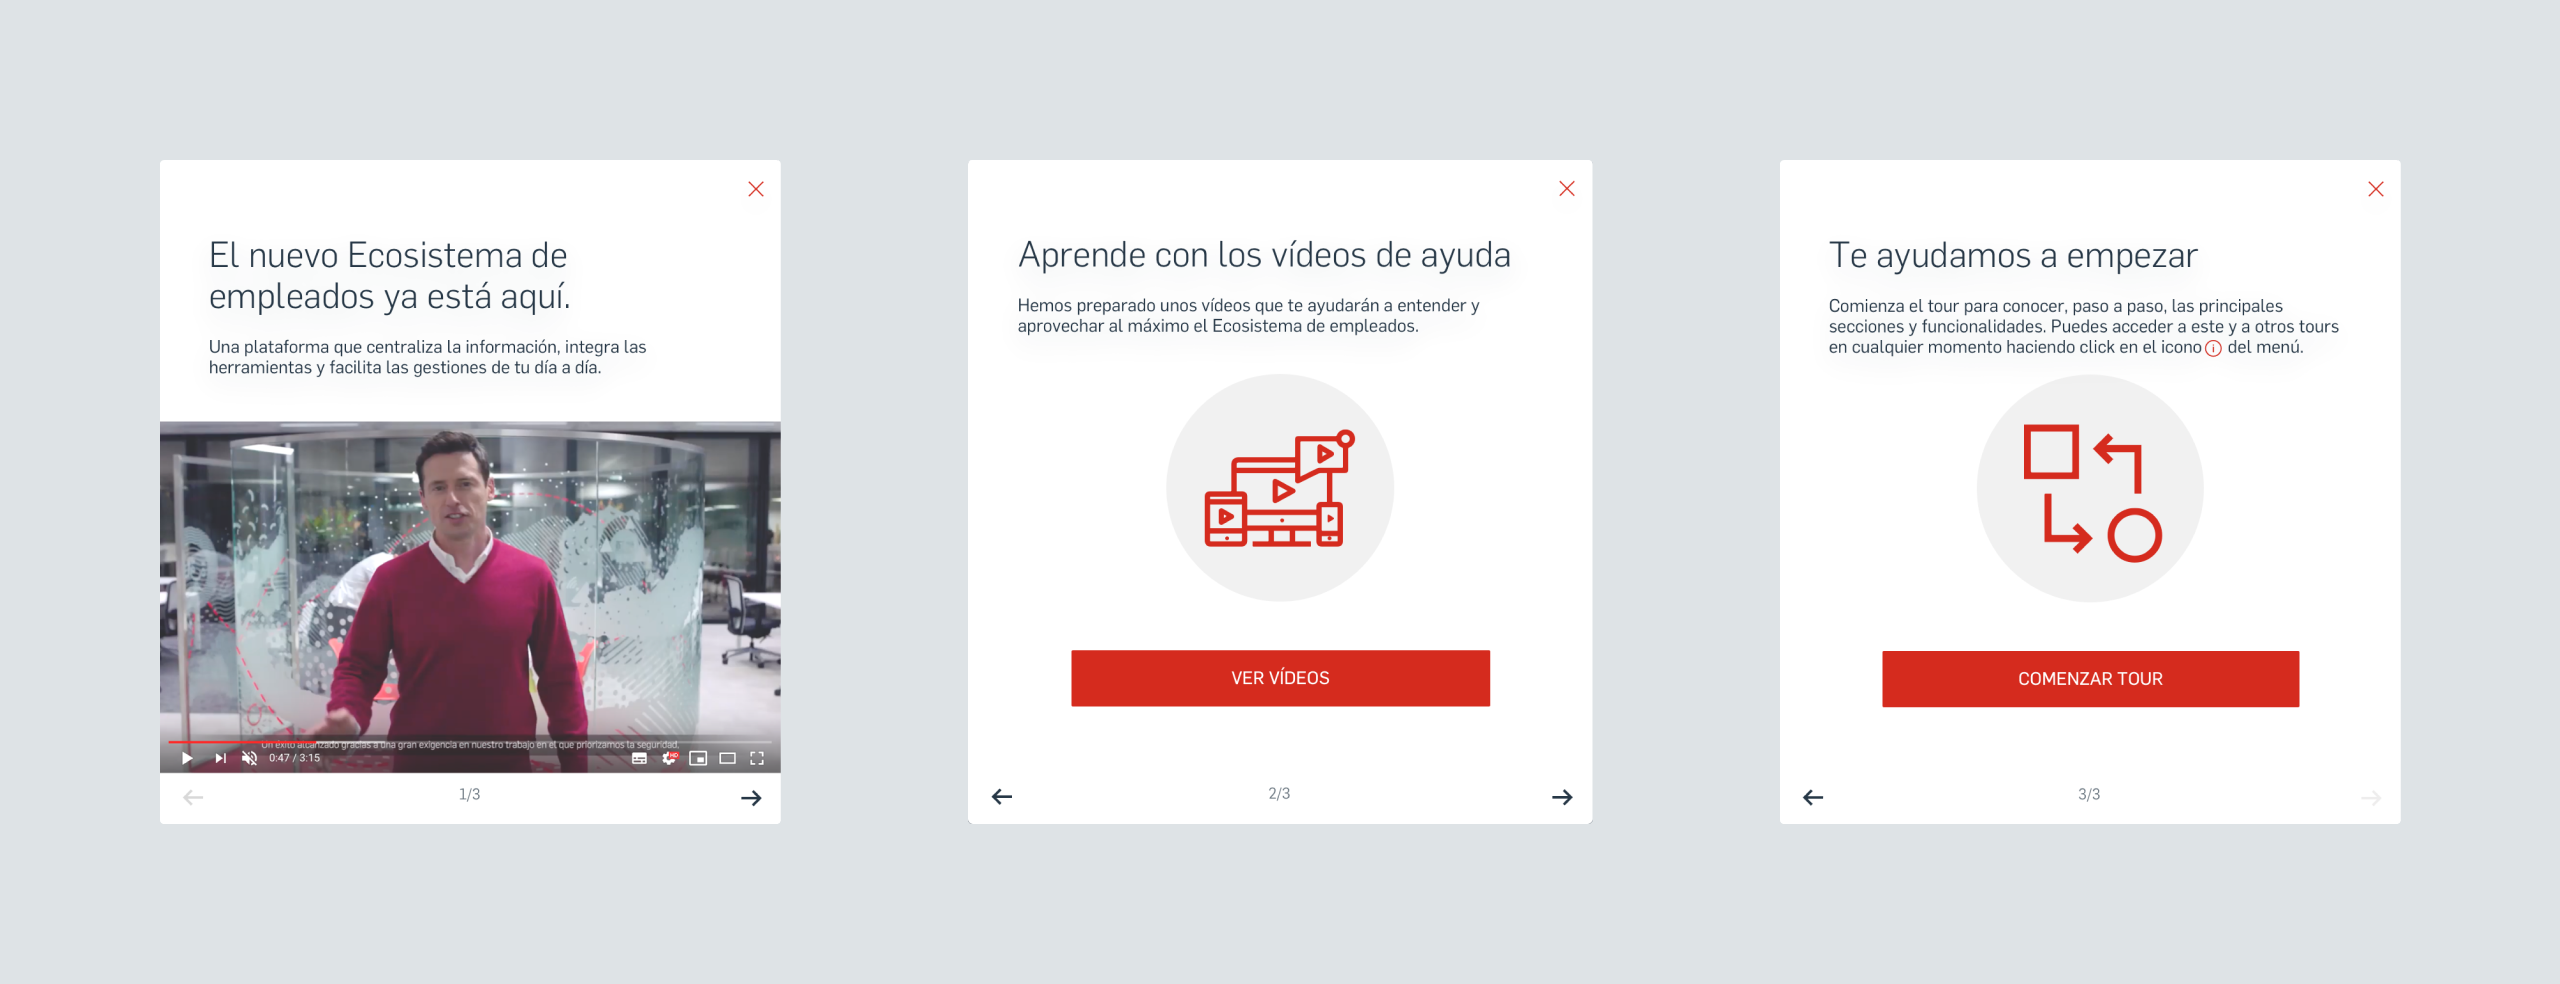 El nuevo Ecosistema de
empleados ya está aquí.
Una plataforma que centraliza la información, integra las
herramientas y facilita las gestiones de tu día a día.
Un éxito alcanzado gracias a una gran exigencia en nuestro trabajo en el que priorizamos la seguridad.
0:47 / 3:15
HD
1/3
Aprende con los vídeos de ayuda
Hemos preparado unos vídeos que te ayudarán a entender y
aprovechar al máximo el Ecosistema de empleados.
VER VÍDEOS
2/3
Te ayudamos a empezar
Comienza el tour para conocer, paso a paso, las principales
secciones y funcionalidades. Puedes acceder a este y a otros tours
en cualquier momento haciendo click en el icono i del menú.
COMENZAR TOUR
3/3